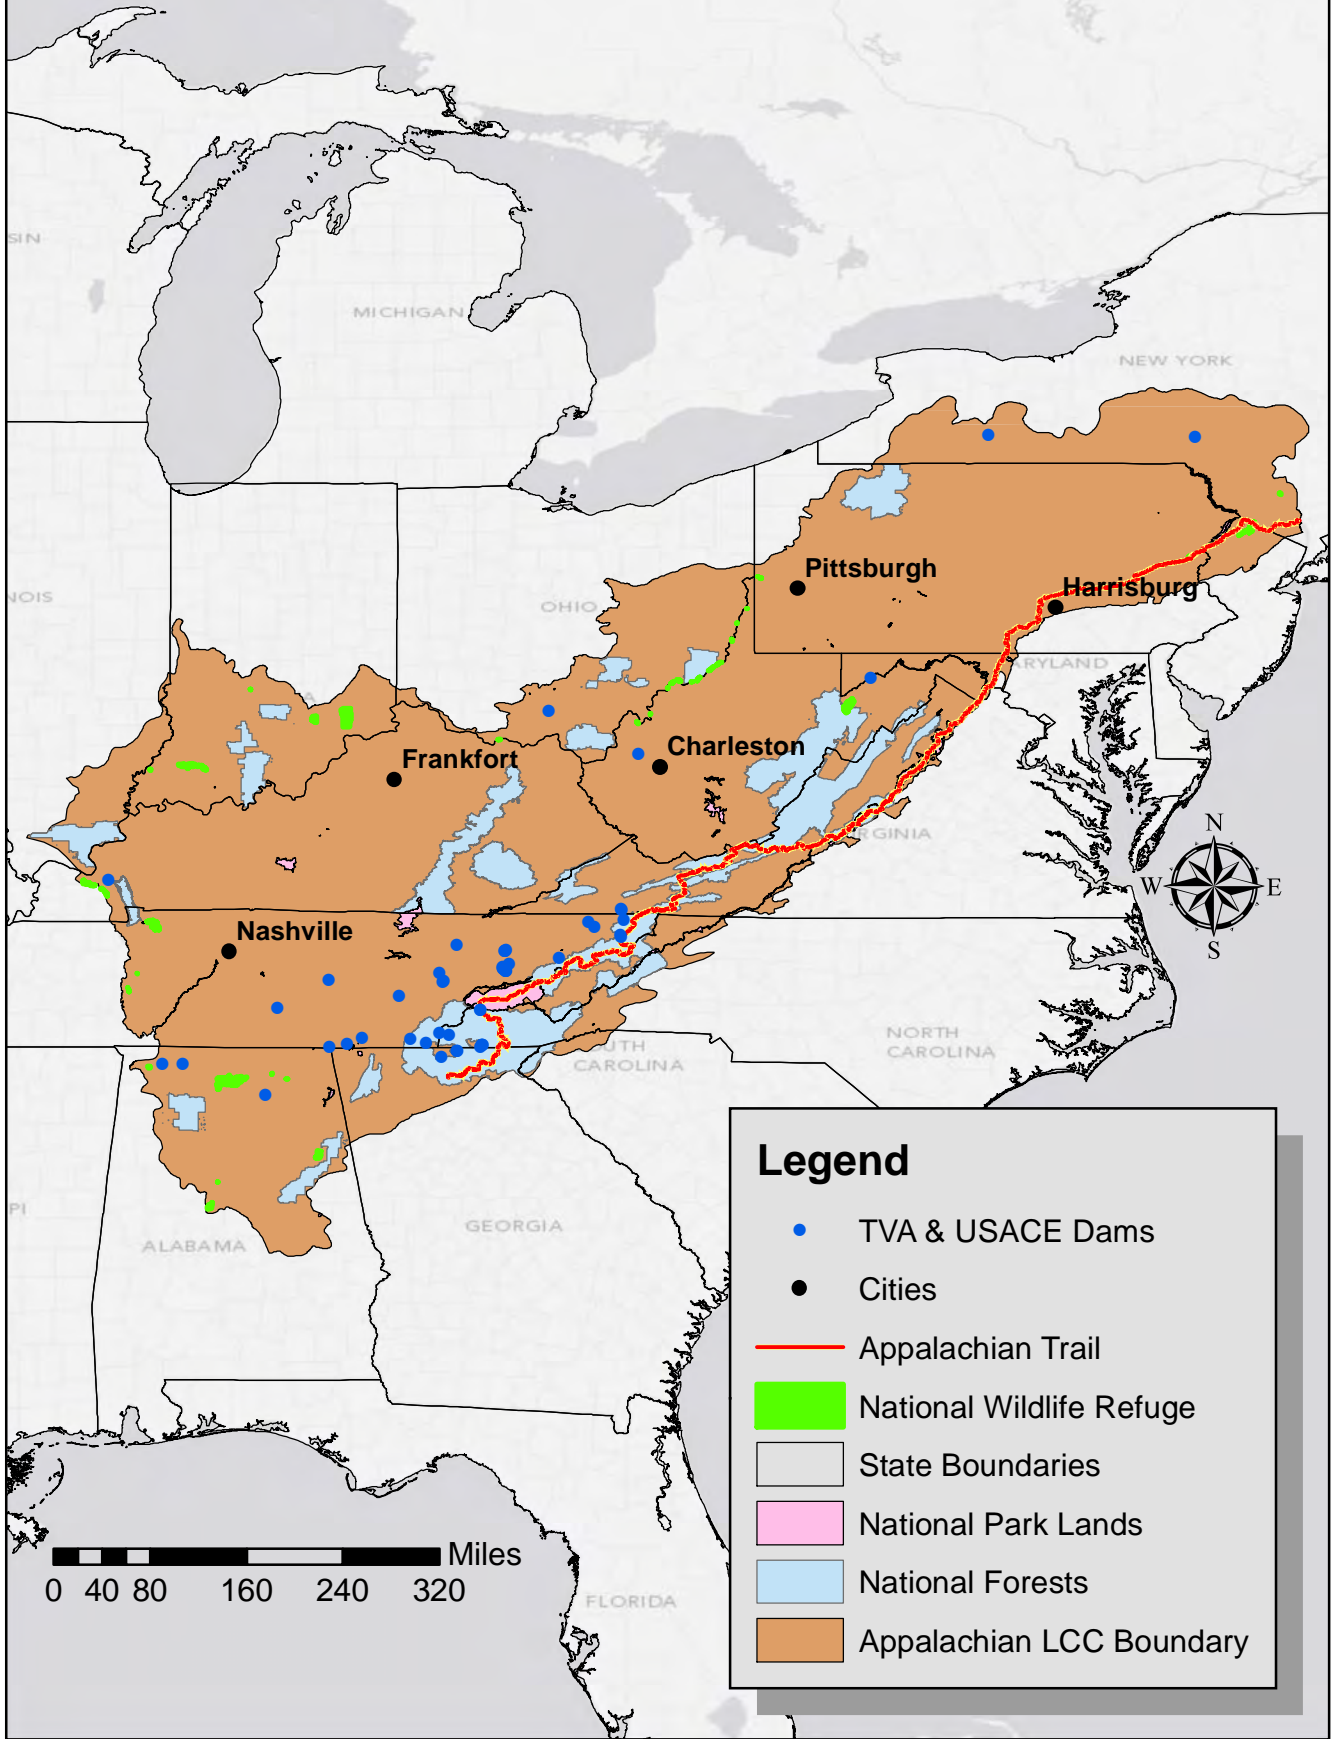 SIN
MICHIGAN
NEW YORK
Pittsburgh
NOIS
OHIO
Harrisburg
ARYLAND
A
Charleston
Frankfort
RGINIA
N
W
E
S
Nashville
NORTH
CAROLINA
UTH
CAROLINA
Legend
PI
GEORGIA
TVA & USACE Dams
ALABAMA
Cities
Appalachian Trail
National Wildlife Refuge
State Boundaries
National Park Lands
Miles
0 40 80 160 240 320
National Forests
FLORIDA
Appalachian LCC Boundary